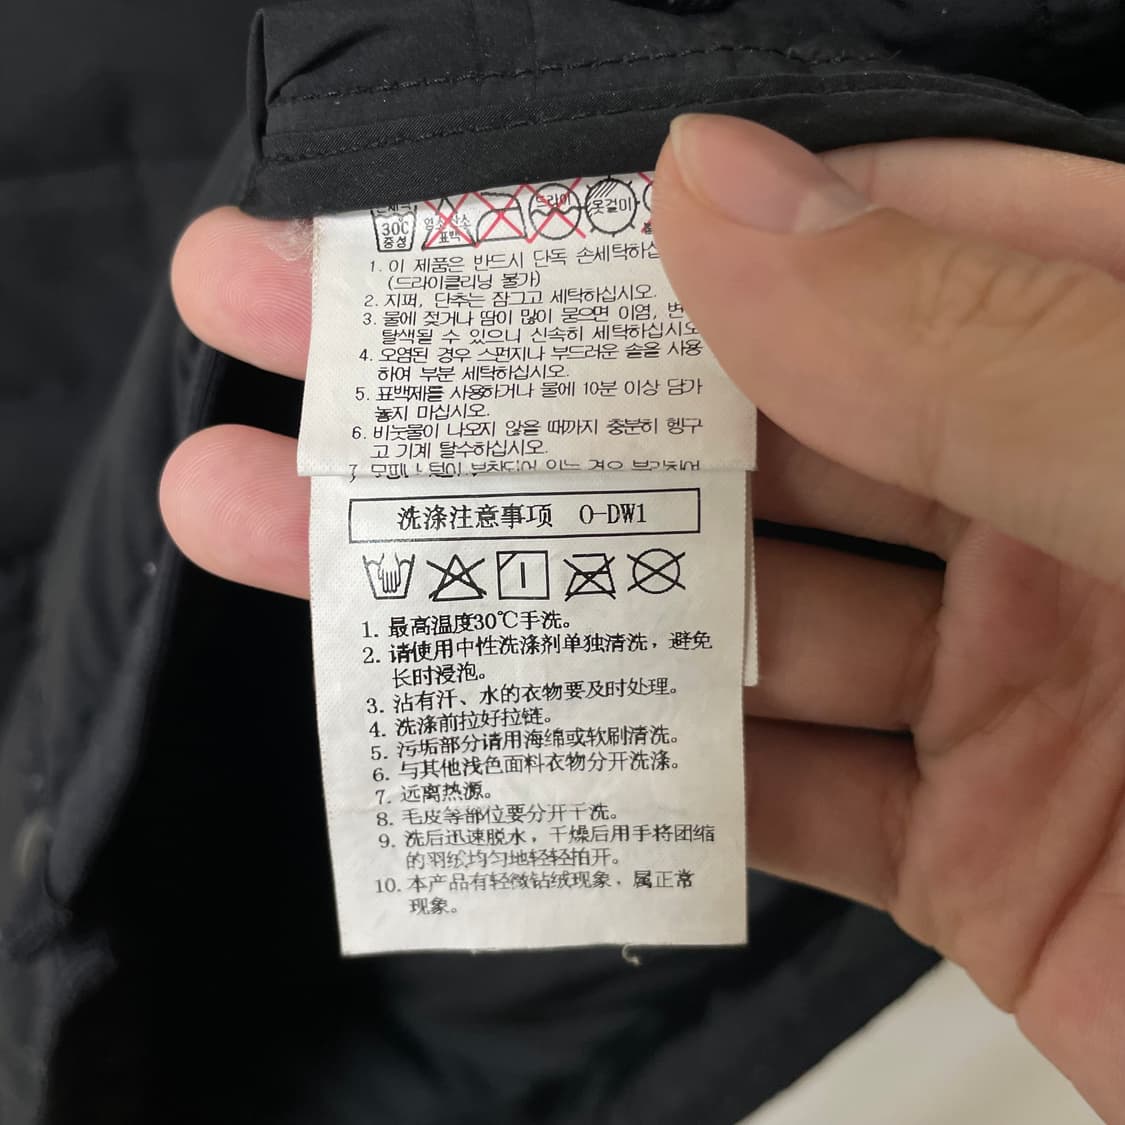 30C
중성
염소 산소
표백
드라이
옷걸이
1. 이 제품은 반드시 단독 손세탁하십
(드라이클리닝 불가)
2. 지퍼, 단추는 잠그고 세탁하십시오.
3. 물에 젖거나 땀이 많이 묻으면 이염, 변
탈색될 수 있으니 신속히 세탁하십시오
4. 오염된 경우 스펀지나 부드러운 솔을 사용
하여 부분 세탁하십시오.
5. 표백제를 사용하거나 물에 10분 이상 담가
놓지 마십시오.
6. 비눗물이 나오지 않을 때까지 충분히 헹구
고 기계 탈수하십시오.
7
洗涤注意事项 O-DW1
1. 最高温度30℃手洗。
2. 请使用中性洗涤剂单独清洗，避免
长时浸泡。
3. 沾有汗、水的衣物要及时处理。
4. 洗涤前拉好拉链。
5. 污垢部分请用海绵或软刷清洗。
6. 与其他浅色面料衣物分开洗涤。
7. 远离热源。
8. 毛皮等部位要分开干洗。
9. 洗后迅速脱水，干燥后用手将团缩
的羽绒均匀地轻轻拍开。
10. 本产品有轻微钻绒现象，属正常
现象。